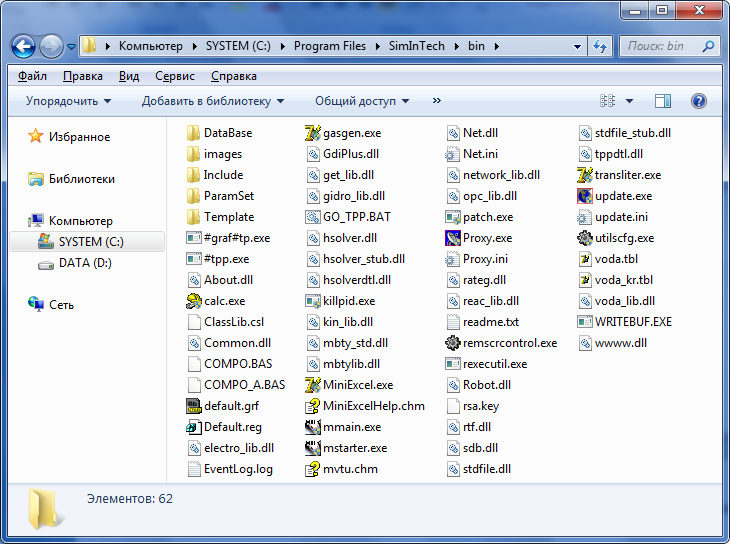 Компьютер ▸ SYSTEM (C:) ▸ Program Files ▸ SimInTech ▸ bin ▸
Поиск: bin
Файл Правка Вид Сервис Справка
Упорядочить Добавить в библиотеку Общий доступ »
Избранное
Библиотеки
Компьютер
SYSTEM (C:)
DATA (D:)
Сеть
DataBase
images
Include
ParamSet
Template
#graf#tp.exe
#tpp.exe
About.dll
calc.exe
ClassLib.csl
Common.dll
COMPO.BAS
COMPO_A.BAS
default.grf
Default.reg
electro_lib.dll
EventLog.log
gasgen.exe
GdiPlus.dll
get_lib.dll
gidro_lib.dll
GO_TPP.BAT
hsolver.dll
hsolver_stub.dll
hsolverdtl.dll
killpid.exe
kin_lib.dll
mbty_std.dll
mbtylib.dll
MiniExcel.exe
MiniExcelHelp.chm
mmain.exe
mstarter.exe
mvtu.chm
Net.dll
Net.ini
network_lib.dll
opc_lib.dll
patch.exe
Proxy.exe
Proxy.ini
rateg.dll
reac_lib.dll
readme.txt
remscrcontrol.exe
rexecutil.exe
Robot.dll
rsa.key
rtf.dll
sdb.dll
stdfile.dll
stdfile_stub.dll
tppdtl.dll
transliter.exe
update.exe
update.ini
utilscfg.exe
voda.tbl
voda_kr.tbl
voda_lib.dll
WRITEBUF.EXE
wwww.dll
Элементов: 62